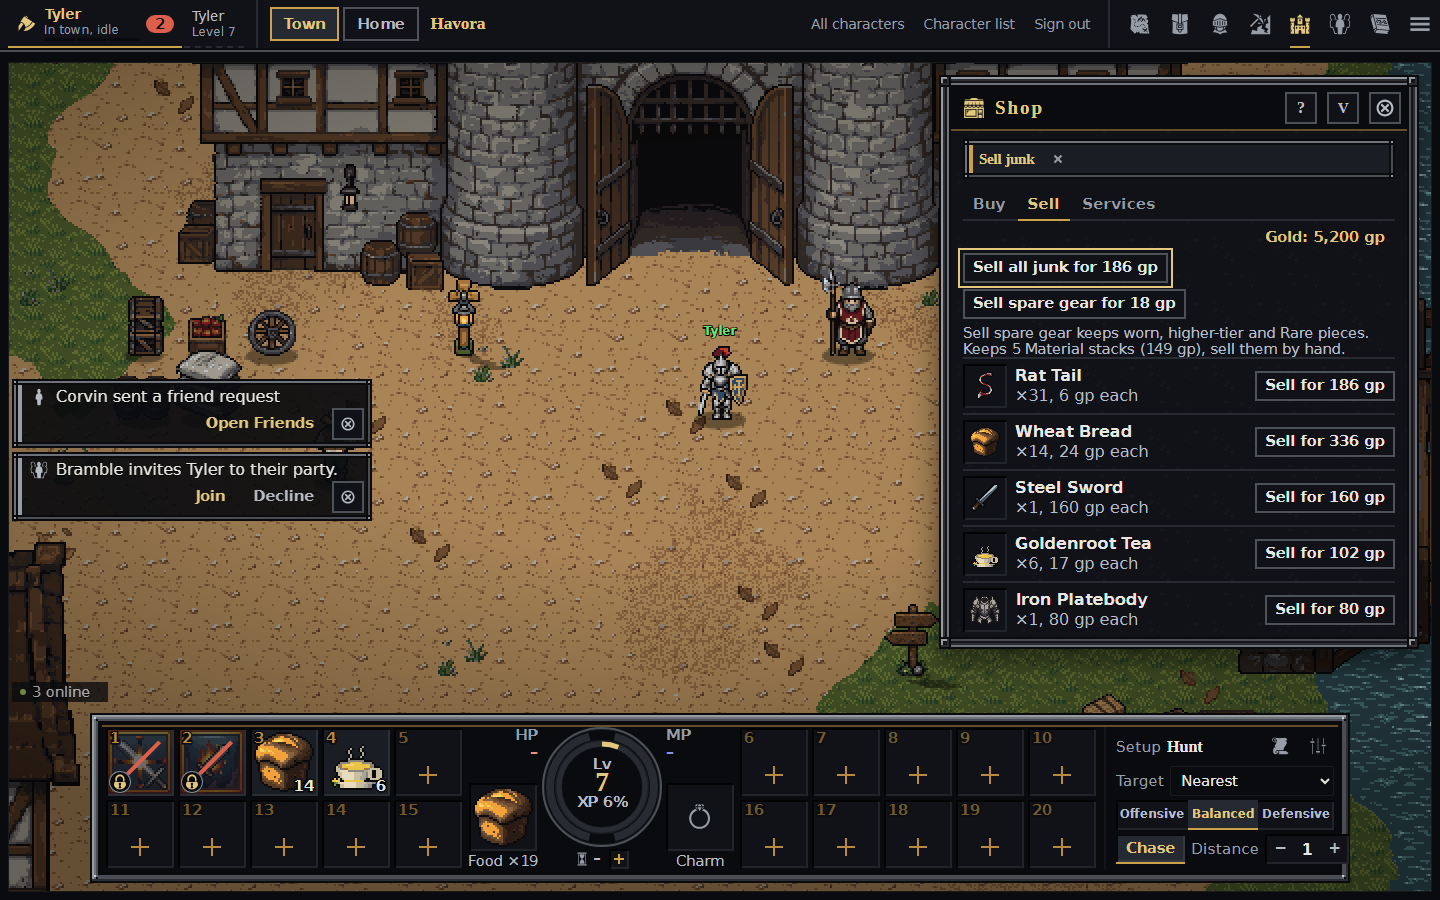 Tyler
In town, idle
2
Tyler
Level 7
Town
Home
Havora
All characters
Character list
Sign out
Shop
?
V
Sell junk ×
Buy
Sell
Services
Gold: 5,200 gp
Sell all junk for 186 gp
Sell spare gear for 18 gp
Sell spare gear keeps worn, higher-tier and Rare pieces.
Keeps 5 Material stacks (149 gp), sell them by hand.
Rat Tail
×31, 6 gp each
Sell for 186 gp
Wheat Bread
×14, 24 gp each
Sell for 336 gp
Steel Sword
×1, 160 gp each
Sell for 160 gp
Goldenroot Tea
×6, 17 gp each
Sell for 102 gp
Iron Platebody
×1, 80 gp each
Sell for 80 gp
Tyler
Corvin sent a friend request
Open Friends
Bramble invites Tyler to their party.
Join
Decline
3 online
1
2
3
14
4
6
5
HP
-
Lv
7
XP 6%
MP
-
6
7
8
9
10
11
12
13
14
15
Food ×19
- +
Charm
16
17
18
19
20
Setup Hunt
Target Nearest
Offensive Balanced Defensive
Chase Distance − 1 +